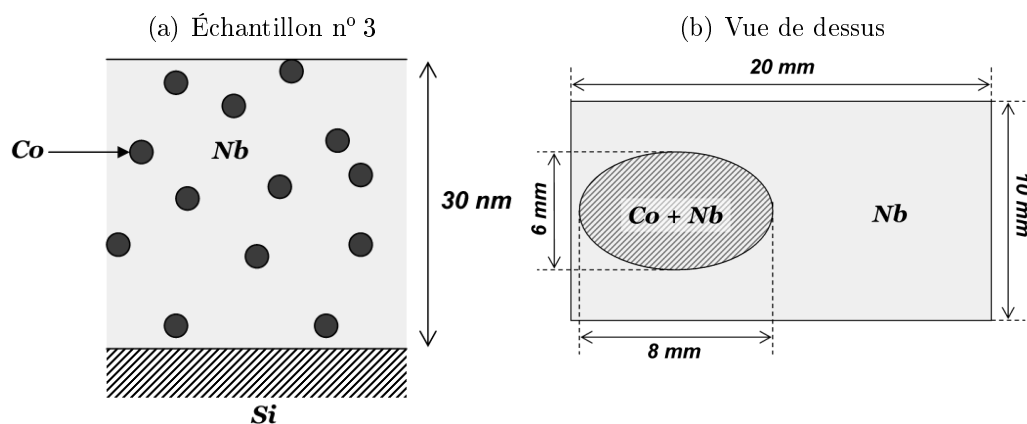 (a) Échantillon nº 3
Co
Nb
30 nm
Si
(b) Vue de dessus
20 mm
6 mm
Co + Nb
Nb
10 mm
8 mm